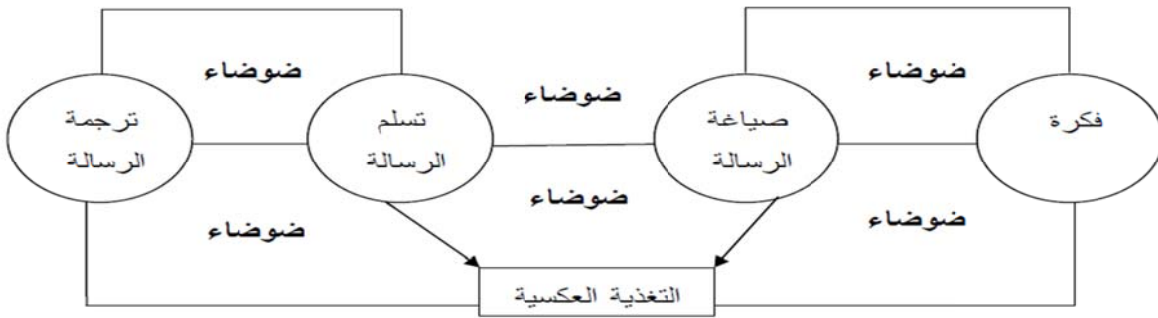 ضوضاء
ضوضاء
ضوضاء
فكرة
صياغة
الرسالة
تسلم
الرسالة
ترجمة
الرسالة
ضوضاء
ضوضاء
ضوضاء
التغذية العكسية